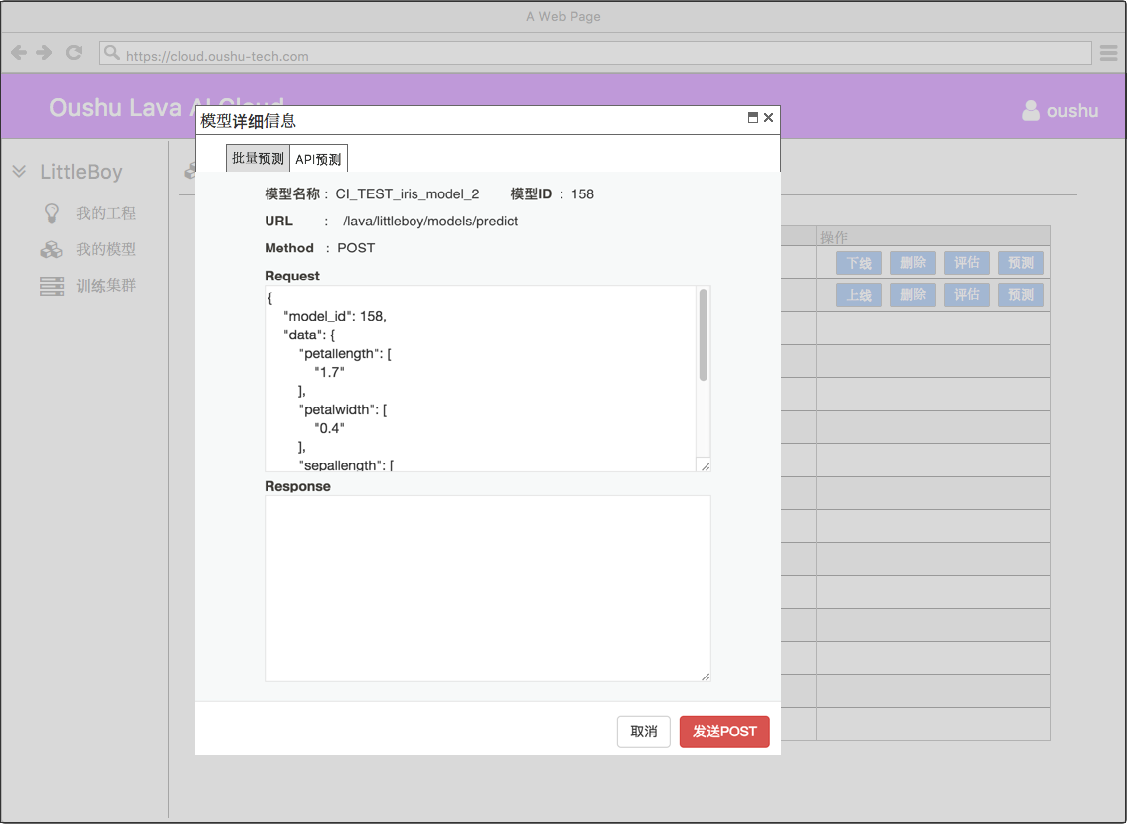 A Web Page
https://cloud.oushu-tech.com
Oushu Lava AI Cloud
oushu
LittleBoy
我的工程
我的模型
训练集群
操作
下线 删除 评估 预测
上线 删除 评估 预测
模型详细信息
批量预测 API预测
模型名称 : CI_TEST_iris_model_2 模型ID : 158
URL : /lava/littleboy/models/predict
Method : POST
Request
{
"model_id": 158,
"data": {
"petallength": [
"1.7"
],
"petalwidth": [
"0.4"
],
"sepallength": [
Response
取消 发送POST